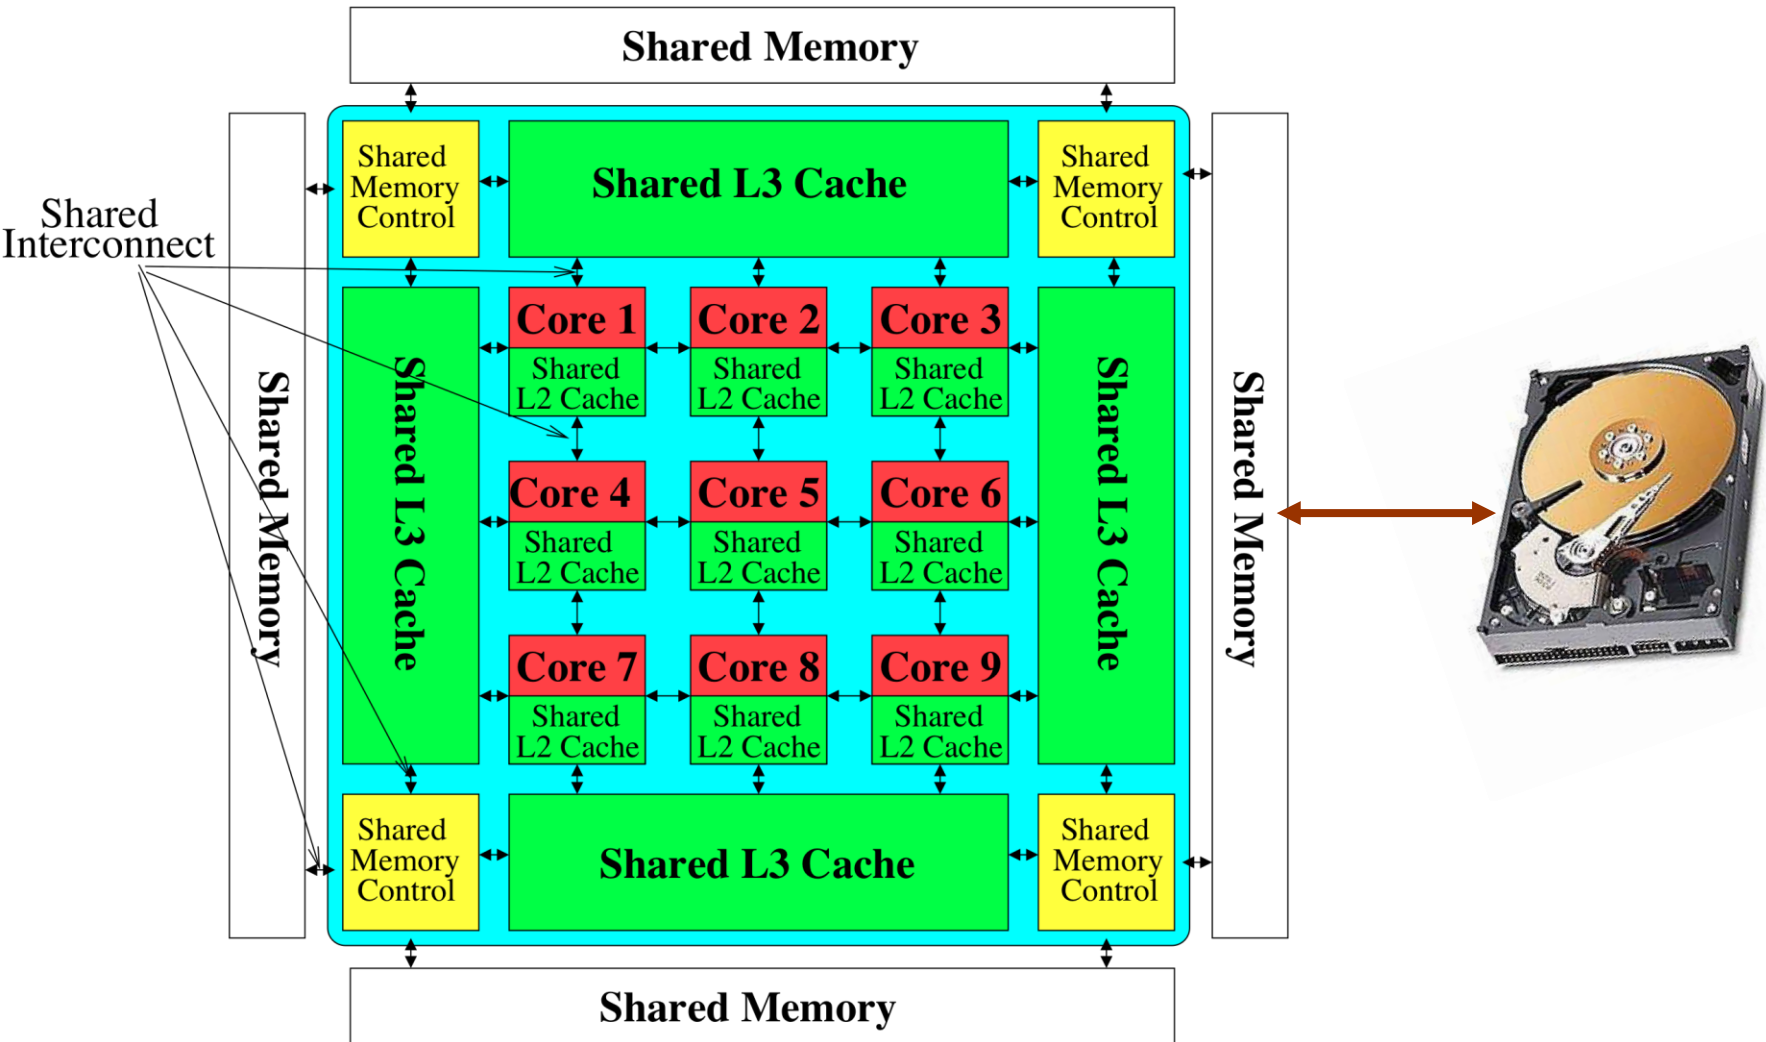 Shared Memory
Shared
Memory
Control
Shared L3 Cache
Shared
Memory
Control
Shared
Interconnect
Shared Memory
Shared L3 Cache
Core 1
Shared
L2 Cache
Core 2
Shared
L2 Cache
Core 3
Shared
L2 Cache
Core 4
Shared
L2 Cache
Core 5
Shared
L2 Cache
Core 6
Shared
L2 Cache
Core 7
Shared
L2 Cache
Core 8
Shared
L2 Cache
Core 9
Shared
L2 Cache
Shared L3 Cache
Shared Memory
Shared
Memory
Control
Shared L3 Cache
Shared
Memory
Control
Shared Memory